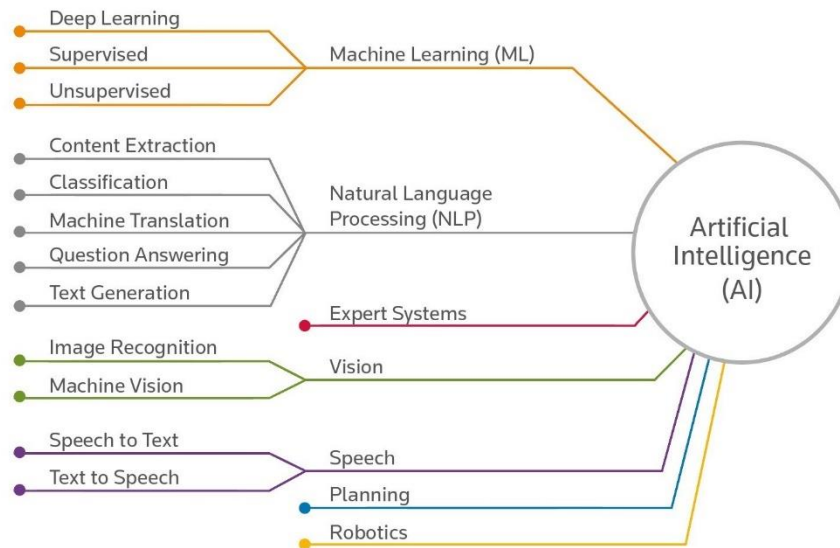 Deep Learning
Supervised
Unsupervised
Machine Learning (ML)
Content Extraction
Classification
Machine Translation
Question Answering
Text Generation
Natural Language
Processing (NLP)
Expert Systems
Image Recognition
Machine Vision
Vision
Speech to Text
Text to Speech
Speech
Planning
Robotics
Artificial
Intelligence
(AI)